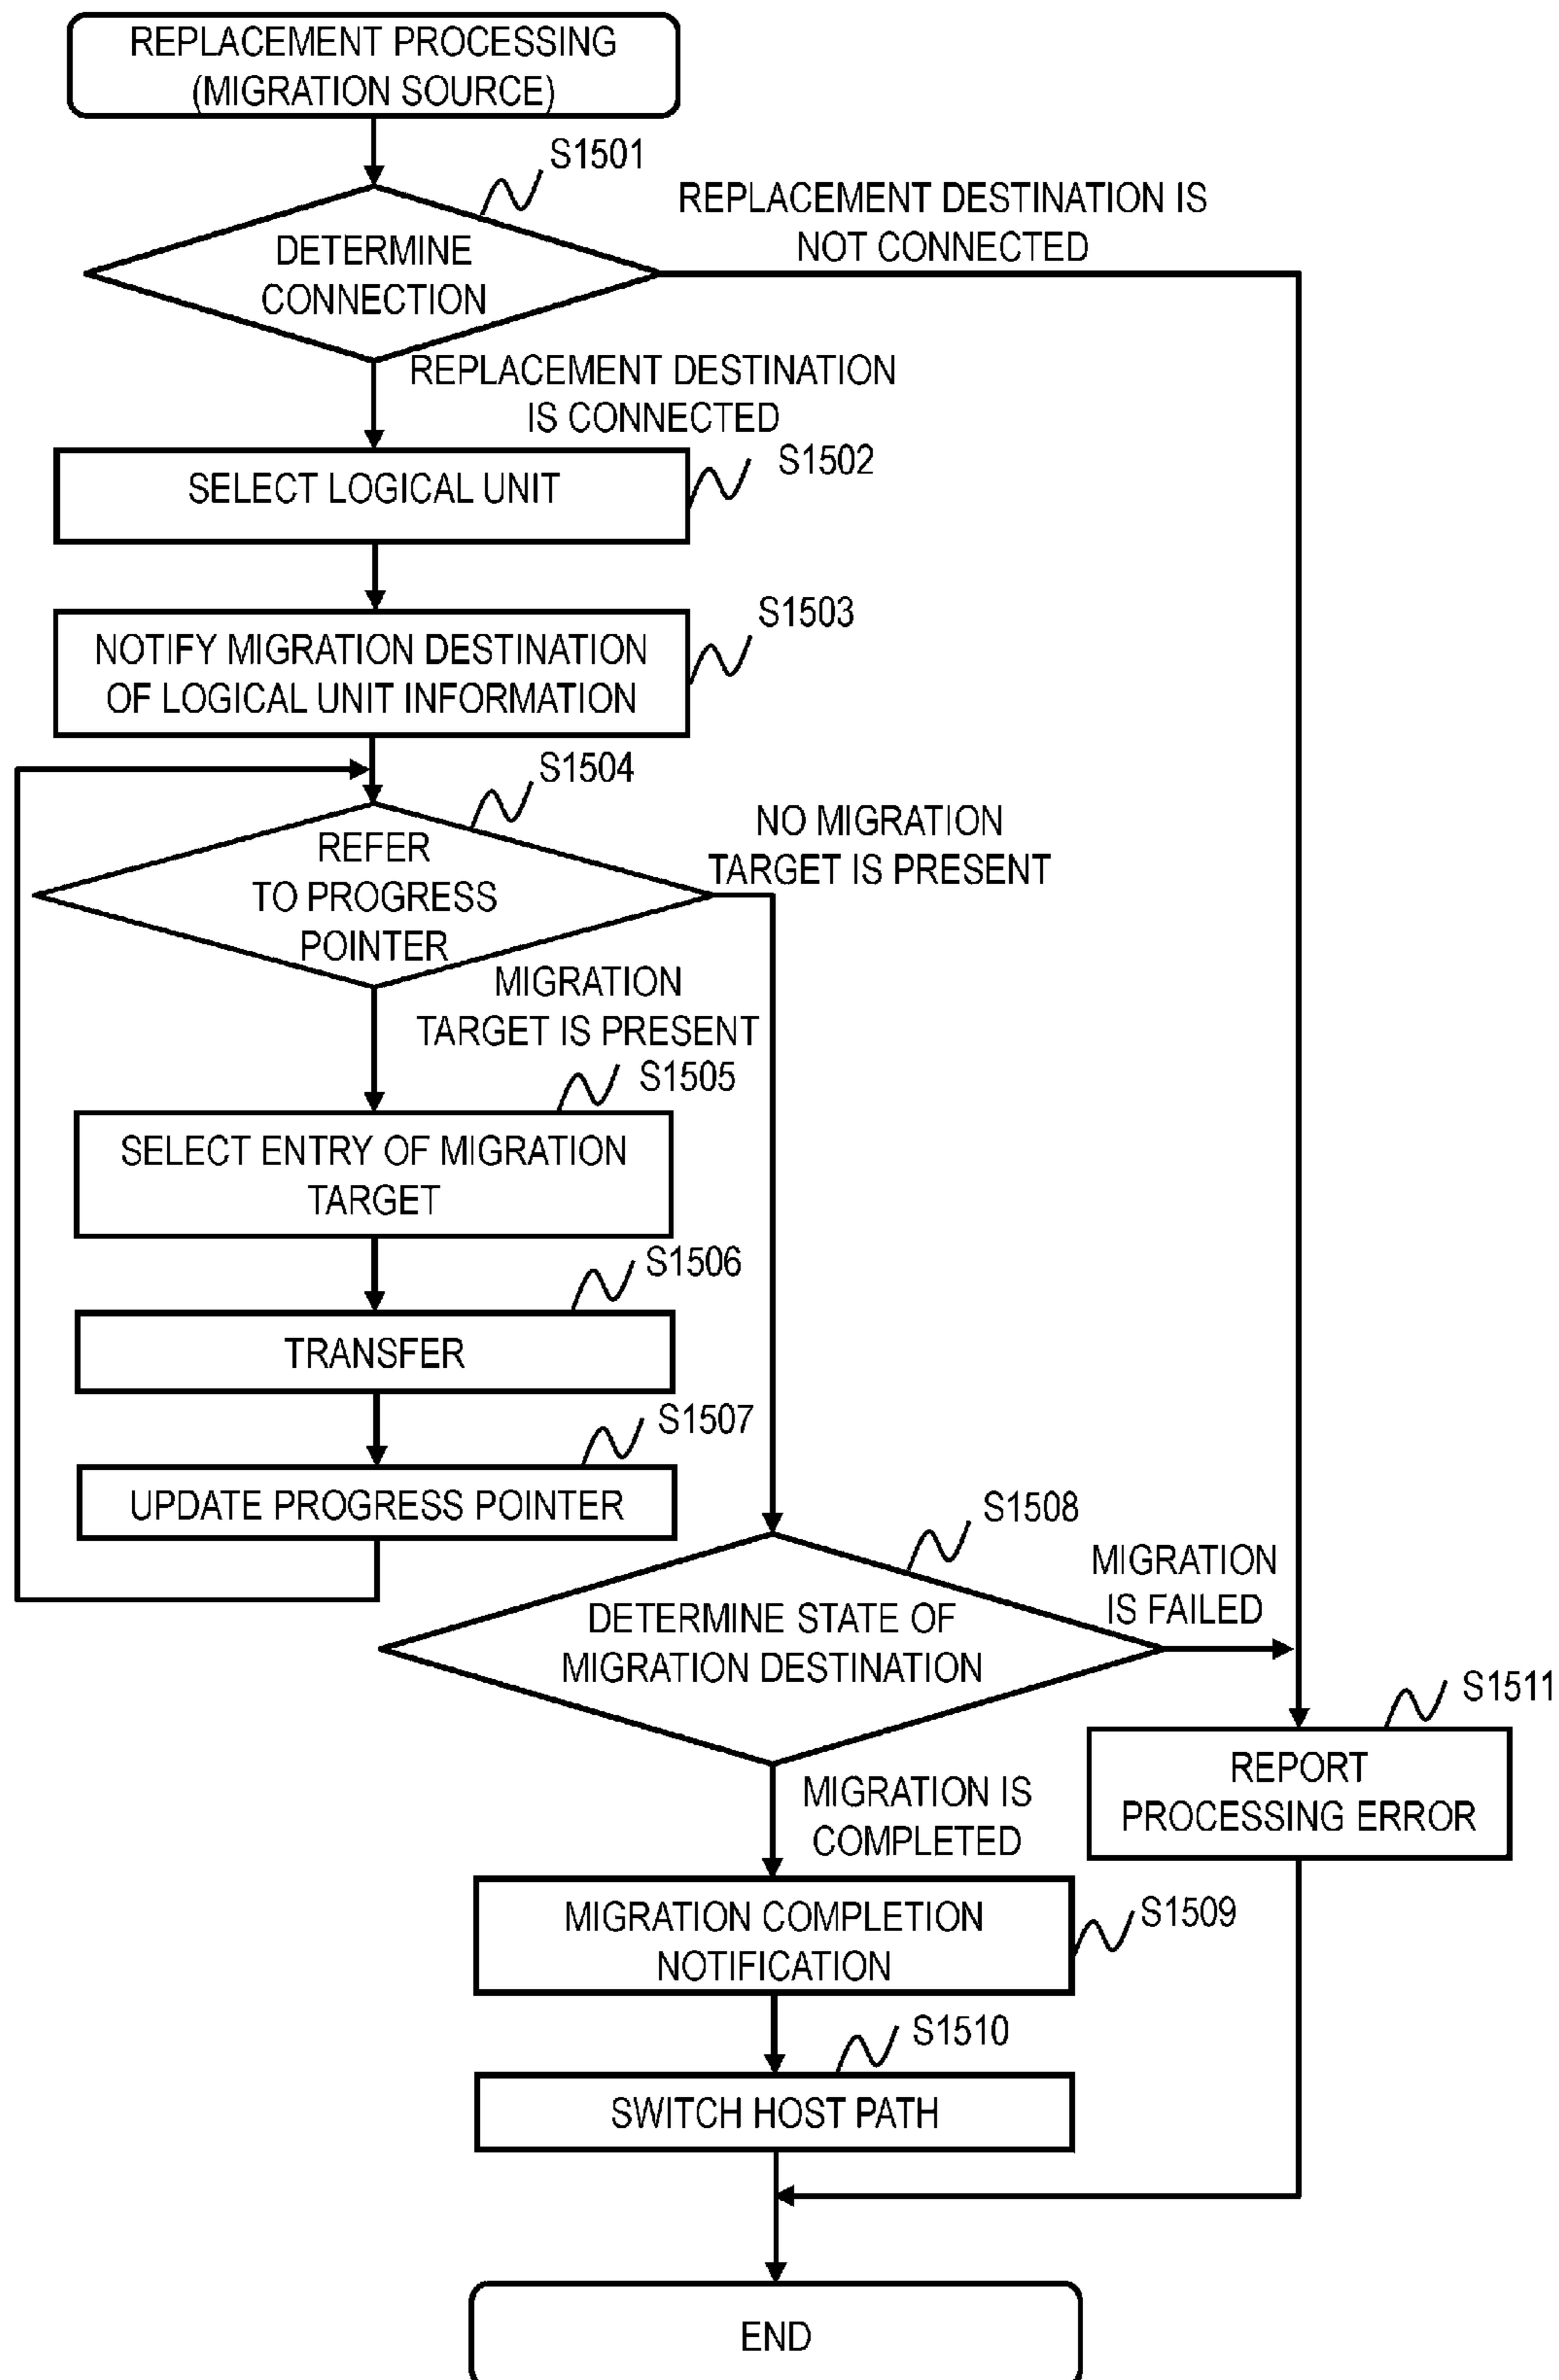 REPLACEMENT PROCESSING
(MIGRATION SOURCE)
S1501
DETERMINE
CONNECTION
REPLACEMENT DESTINATION IS
NOT CONNECTED
REPLACEMENT DESTINATION
IS CONNECTED
SELECT LOGICAL UNIT
S1502
NOTIFY MIGRATION DESTINATION
OF LOGICAL UNIT INFORMATION
S1503
S1504
REFER
TO PROGRESS
POINTER
NO MIGRATION
TARGET IS PRESENT
MIGRATION
TARGET IS PRESENT
S1505
SELECT ENTRY OF MIGRATION
TARGET
S1506
TRANSFER
S1507
UPDATE PROGRESS POINTER
S1508
DETERMINE STATE OF
MIGRATION DESTINATION
MIGRATION
IS FAILED
S1511
REPORT
PROCESSING ERROR
MIGRATION IS
COMPLETED
MIGRATION COMPLETION
NOTIFICATION
S1509
S1510
SWITCH HOST PATH
END